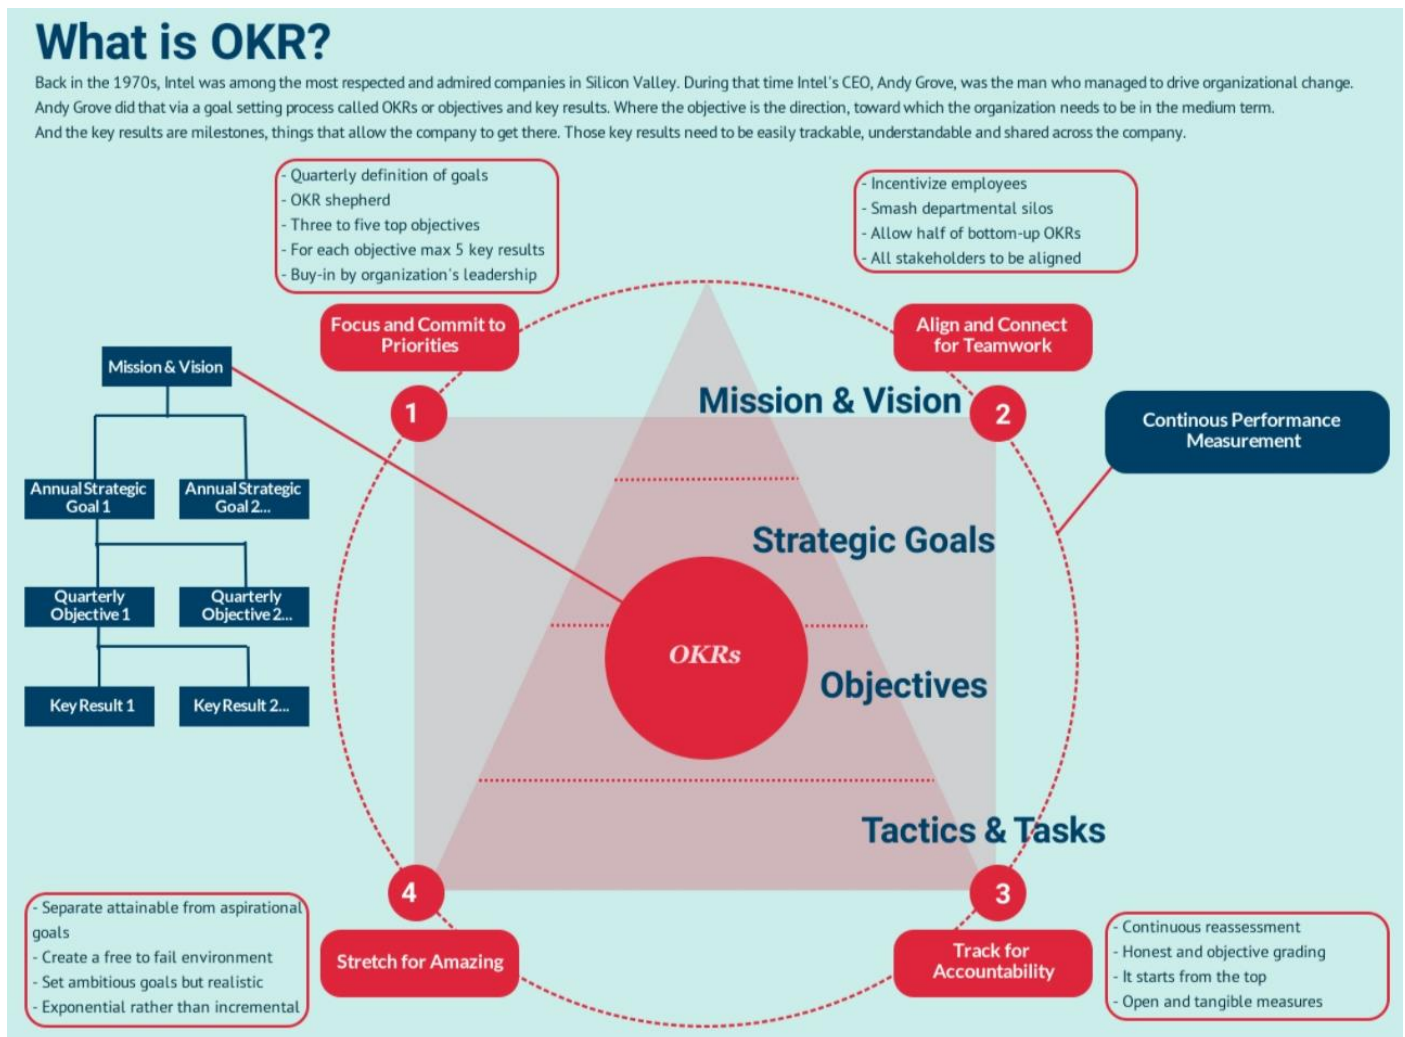 What is OKR?
Back in the 1970s, Intel was among the most respected and admired companies in Silicon Valley. During that time Intel's CEO, Andy Grove, was the man who managed to drive organizational change.
Andy Grove did that via a goal setting process called OKRs or objectives and key results. Where the objective is the direction, toward which the organization needs to be in the medium term.
And the key results are milestones, things that allow the company to get there. Those key results need to be easily trackable, understandable and shared across the company.
- Quarterly definition of goals
- OKR shepherd
- Three to five top objectives
- For each objective max 5 key results
- Buy-in by organization's leadership
- Incentivize employees
- Smash departmental silos
- Allow half of bottom-up OKRs
- All stakeholders to be aligned
Focus and Commit to
Priorities
Align and Connect
for Teamwork
1
2
Mission & Vision
Annual Strategic
Goal 1
Annual Strategic
Goal 2...
Quarterly
Objective 1
Quarterly
Objective 2...
Key Result 1
Key Result 2...
Mission & Vision
Strategic Goals
OKRs
Objectives
Tactics & Tasks
Continous Performance
Measurement
4
3
- Separate attainable from aspirational
goals
- Create a free to fail environment
- Set ambitious goals but realistic
- Exponential rather than incremental
Stretch for Amazing
Track for
Accountability
- Continuous reassessment
- Honest and objective grading
- It starts from the top
- Open and tangible measures